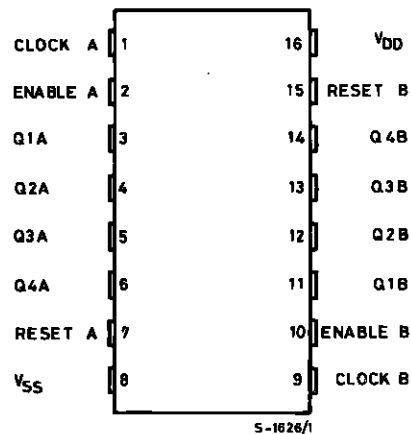 CLOCK A 1 16 VDD
ENABLE A 2 15 RESET B
Q1A 3 14 Q4B
Q2A 4 13 Q3B
Q3A 5 12 Q2B
Q4A 6 11 Q1B
RESET A 7 10 ENABLE B
VSS 8 9 CLOCK B
S-1626/1